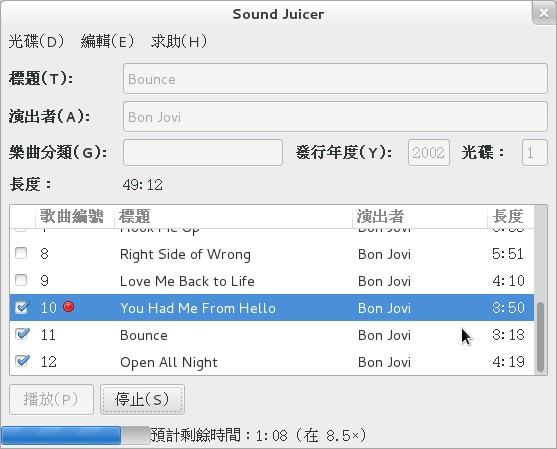 Sound Juicer
光碟(D) 編輯(E) 求助(H)
標題(T): Bounce
演出者(A): Bon Jovi
樂曲分類(G): 發行年度(Y): 2002 光碟： 1
長度： 49:12
歌曲編號 標題 演出者 長度
8 Right Side of Wrong Bon Jovi 5:51
9 Love Me Back to Life Bon Jovi 4:10
10 You Had Me From Hello Bon Jovi 3:50
11 Bounce Bon Jovi 3:13
12 Open All Night Bon Jovi 4:19
播放(P) 停止(S)
預計剩餘時間：1:08 (在 8.5×)